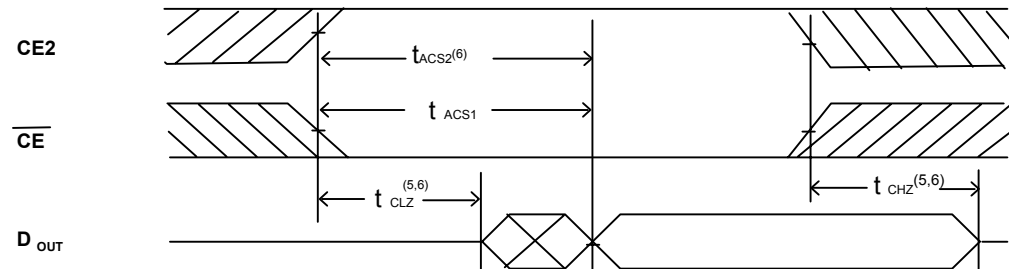 CE2
tACS2(6)
t ACS1
CE
t CLZ (5,6)
t CHZ (5,6)
D OUT